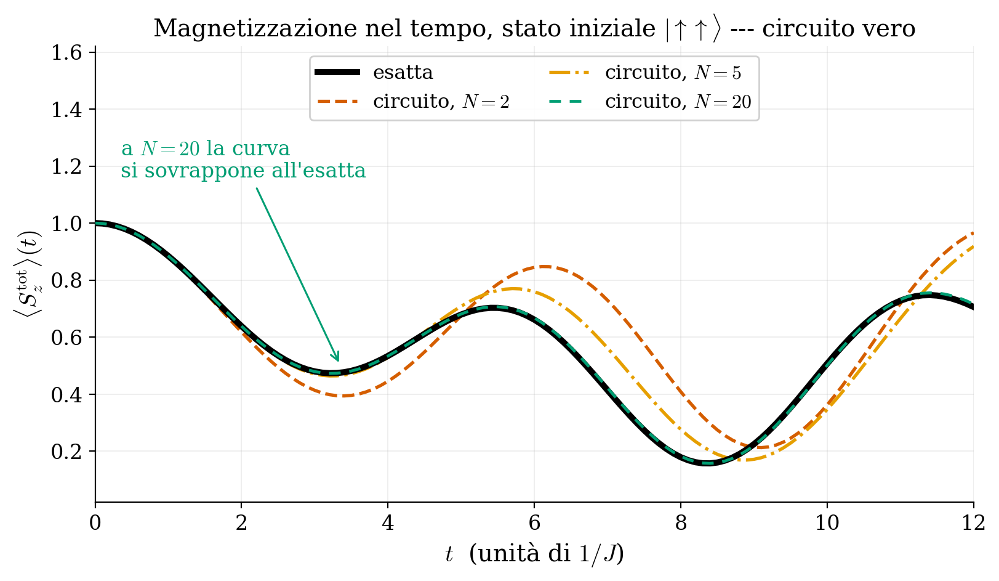 Magnetizzazione nel tempo, stato iniziale |↑↑⟩ --- circuito vero
esatta
circuito, N = 2
circuito, N = 5
circuito, N = 20
a N = 20 la curva
si sovrappone all'esatta
⟨S_z^tot⟩(t)
1.6
1.4
1.2
1.0
0.8
0.6
0.4
0.2
0 2 4 6 8 10 12
t (unità di 1/J)